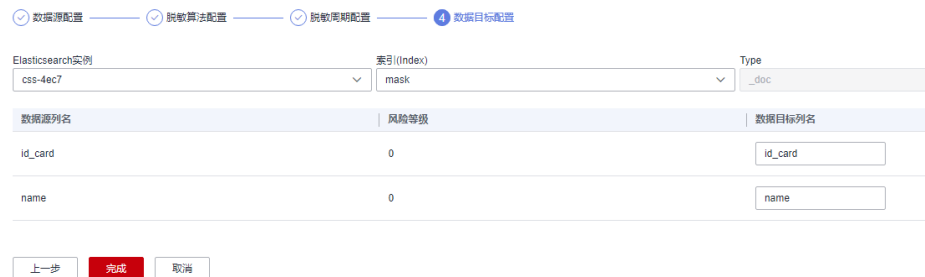 数据源配置 脱敏算法配置 脱敏周期配置 4 数据目标配置
Elasticsearch实例 索引(Index) Type
css-4ec7 mask _doc
数据源列名 风险等级 数据目标列名
id_card 0 id_card
name 0 name
上一步 完成 取消